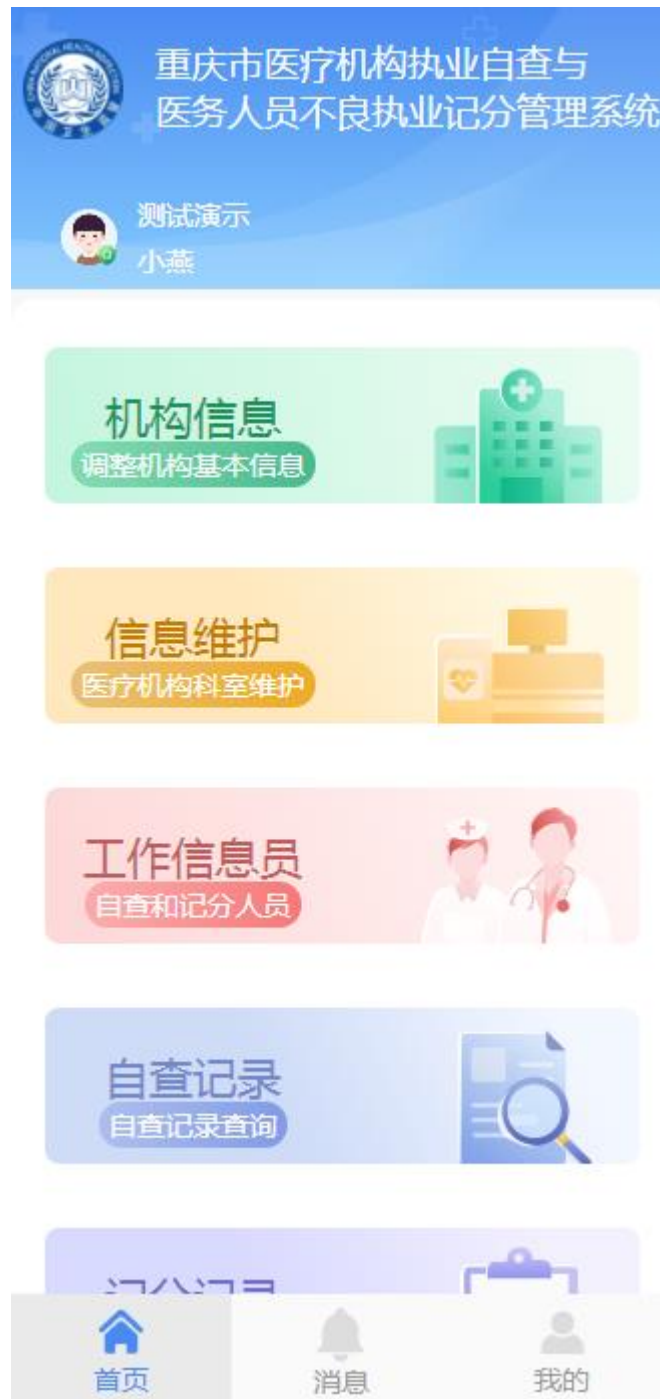 重庆市医疗机构执业自查与
医务人员不良执业记分管理系统
测试演示
小燕
机构信息
调整机构基本信息
信息维护
医疗机构科室维护
工作信息员
自查和记分人员
自查记录
自查记录查询
记分记录
首页
消息
我的